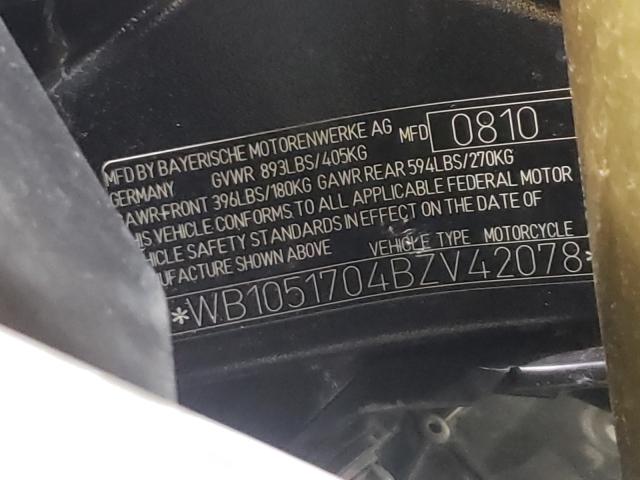 MFD BY BAYERISCHE MOTORENWERKE AG MFD 0810
GERMANY GVWR 893LBS/405KG
GAWR-FRONT 396LBS/180KG GAWR REAR 594LBS/270KG
THIS VEHICLE CONFORMS TO ALL APPLICABLE FEDERAL MOTOR
VEHICLE SAFETY STANDARDS IN EFFECT ON THE DATE OF
MANUFACTURE SHOWN ABOVE VEHICLE TYPE MOTORCYCLE
*WB1051704BZV42078*